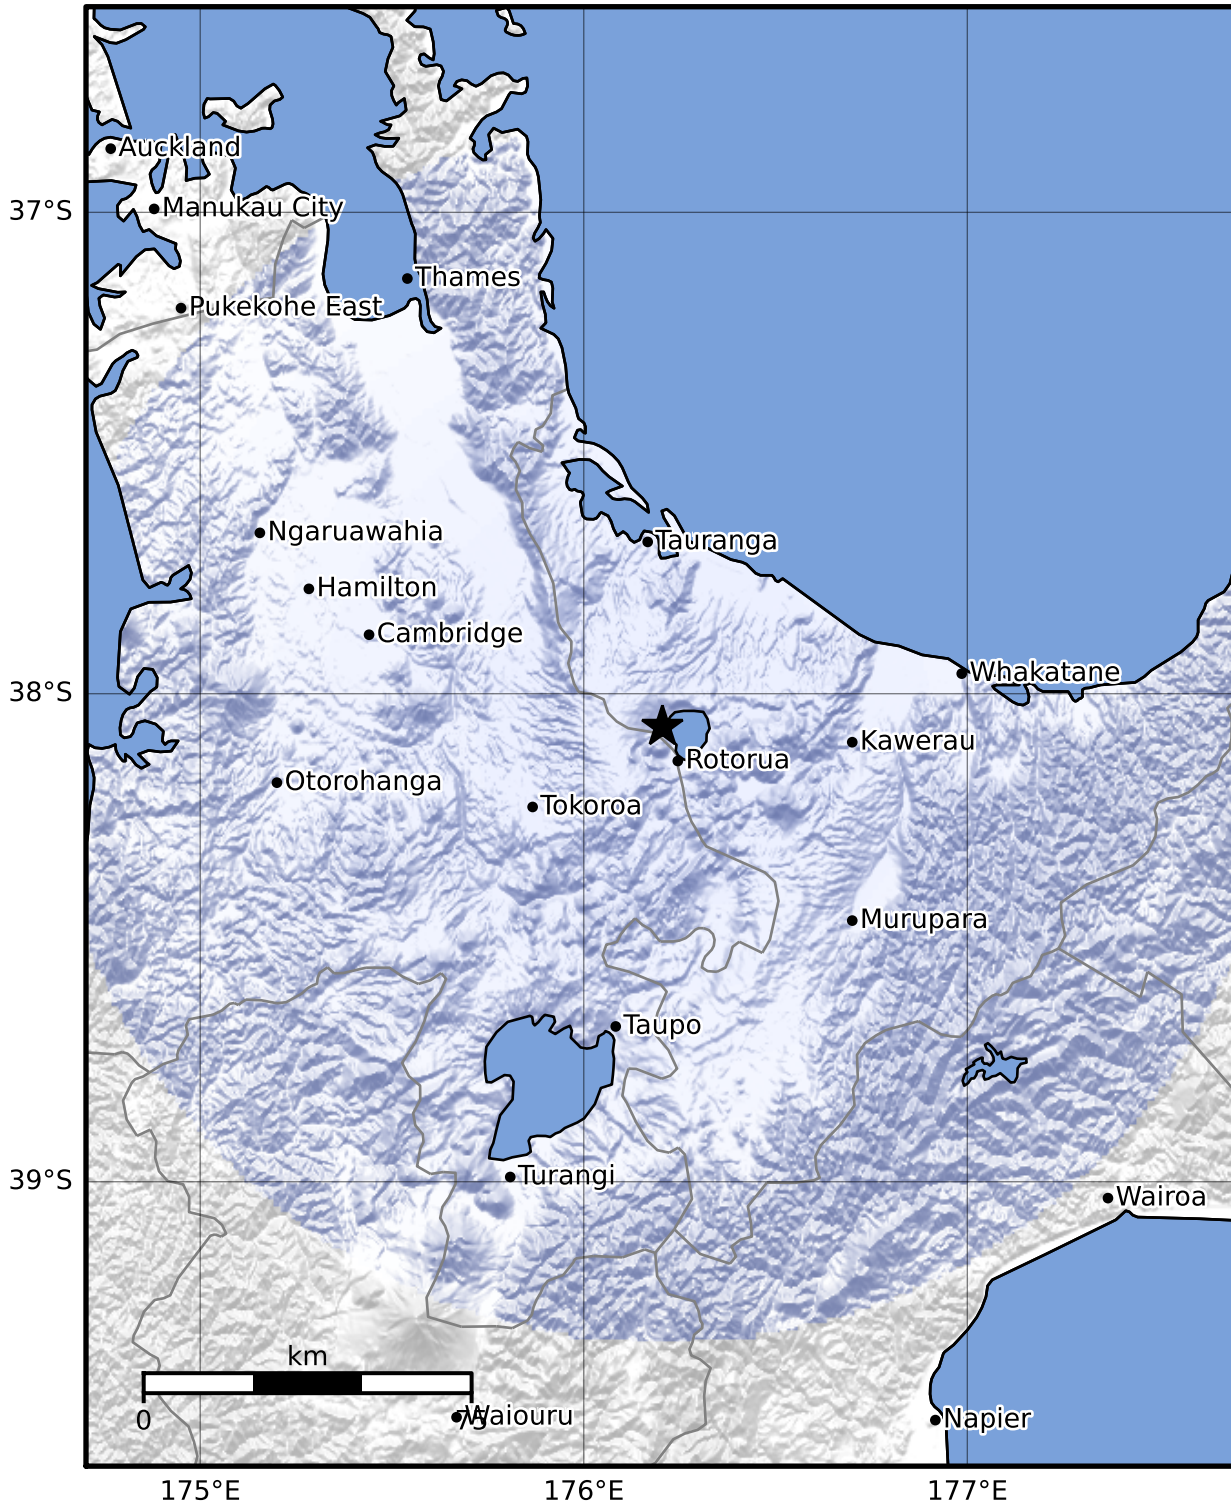 Auckland
Manukau City
37°S
Thames
Pukekohe East
Ngaruawahia
Tauranga
Hamilton
Cambridge
Whakatane
38°S
Kawerau
Rotorua
Otorohanga
Tokoroa
Murupara
Taupo
Turangi
39°S
Wairoa
km
0
75
Waiouru
Napier
175°E
176°E
177°E